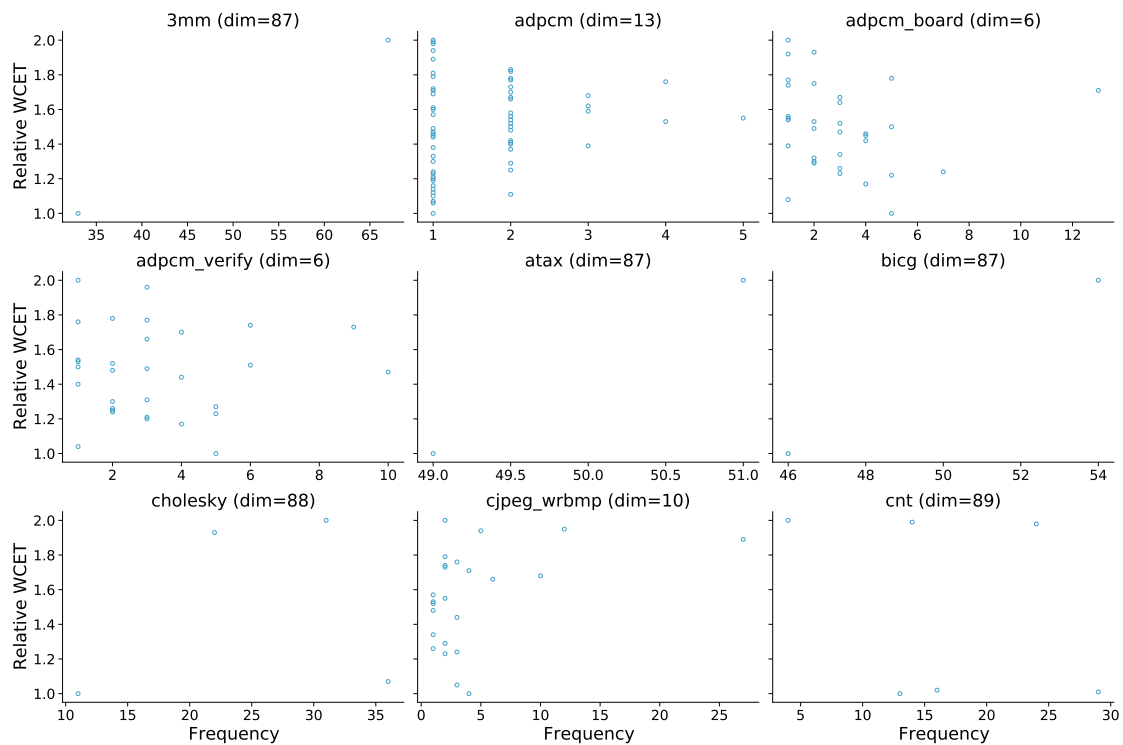 3mm (dim=87)
adpcm (dim=13)
adpcm_board (dim=6)
Relative WCET
2.0
1.8
1.6
1.4
1.2
1.0
35 40 45 50 55 60 65
1 2 3 4 5
2 4 6 8 10 12
adpcm_verify (dim=6)
atax (dim=87)
bicg (dim=87)
Relative WCET
2.0
1.8
1.6
1.4
1.2
1.0
2 4 6 8 10
49.0 49.5 50.0 50.5 51.0
46 48 50 52 54
cholesky (dim=88)
cjpeg_wrbmp (dim=10)
cnt (dim=89)
Relative WCET
2.0
1.8
1.6
1.4
1.2
1.0
10 15 20 25 30 35
0 5 10 15 20 25
5 10 15 20 25 30
Frequency
Frequency
Frequency